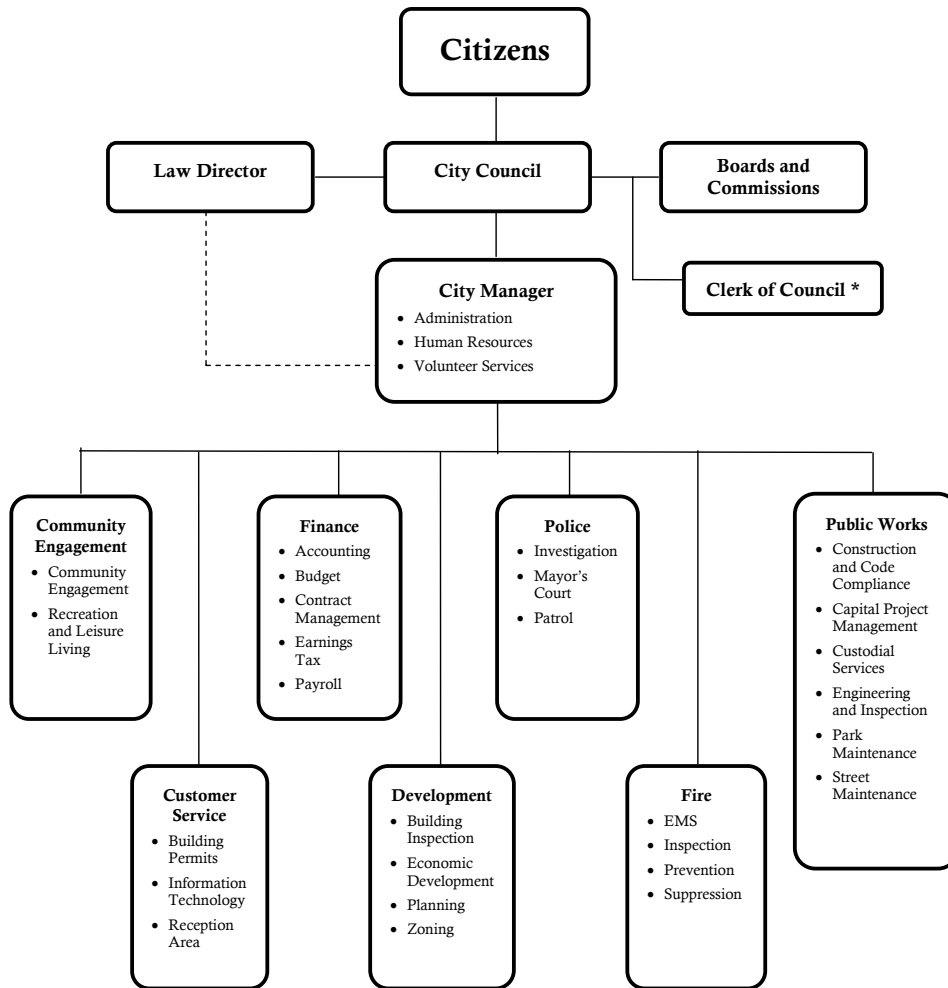 Citizens
Law Director
City Council
Boards and
Commissions
City Manager
• Administration
• Human Resources
• Volunteer Services
Clerk of Council *
Community
Engagement
• Community
Engagement
• Recreation
and Leisure
Living
Finance
• Accounting
• Budget
• Contract
Management
• Earnings
Tax
• Payroll
Police
• Investigation
• Mayor’s
Court
• Patrol
Public Works
• Construction
and Code
Compliance
• Capital Project
Management
• Custodial
Services
• Engineering
and Inspection
• Park
Maintenance
• Street
Maintenance
Customer
Service
• Building
Permits
• Information
Technology
• Reception
Area
Development
• Building
Inspection
• Economic
Development
• Planning
• Zoning
Fire
• EMS
• Inspection
• Prevention
• Suppression